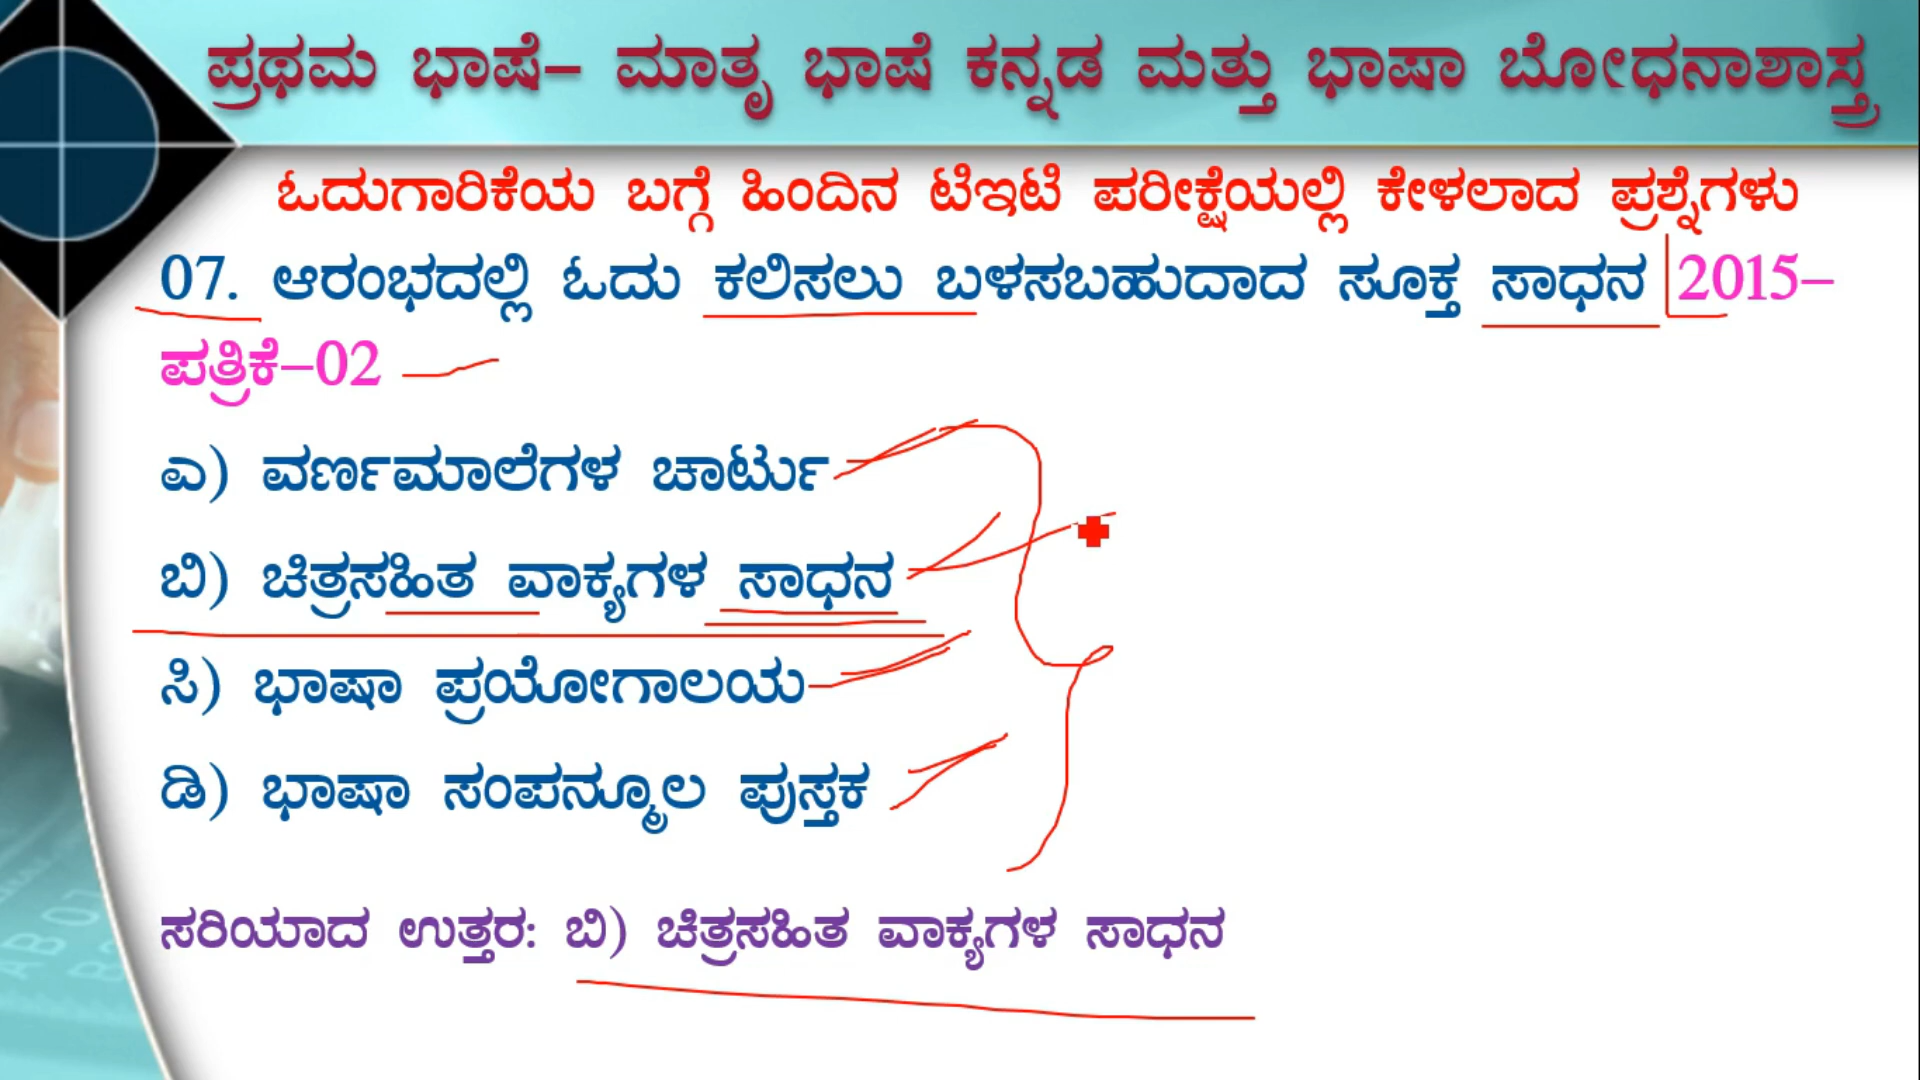 ಪ್ರಥಮ ಭಾಷೆ– ಮಾತೃ ಭಾಷೆ ಕನ್ನಡ ಮತ್ತು ಭಾಷಾ ಬೋಧನಾಶಾಸ್ತ್ರ
ಓದುಗಾರಿಕೆಯ ಬಗ್ಗೆ ಹಿಂದಿನ ಟಿಇಟಿ ಪರೀಕ್ಷೆಯಲ್ಲಿ ಕೇಳಲಾದ ಪ್ರಶ್ನೆಗಳು
07. ಆರಂಭದಲ್ಲಿ ಓದು ಕಲಿಸಲು ಬಳಸಬಹುದಾದ ಸೂಕ್ತ ಸಾಧನ 2015–
ಪತ್ರಿಕೆ–02
ಎ) ವರ್ಣಮಾಲೆಗಳ ಚಾರ್ಟು
ಬಿ) ಚಿತ್ರಸಹಿತ ವಾಕ್ಯಗಳ ಸಾಧನ
ಸಿ) ಭಾಷಾ ಪ್ರಯೋಗಾಲಯ
ಡಿ) ಭಾಷಾ ಸಂಪನ್ಮೂಲ ಪುಸ್ತಕ
ಸರಿಯಾದ ಉತ್ತರ: ಬಿ) ಚಿತ್ರಸಹಿತ ವಾಕ್ಯಗಳ ಸಾಧನ